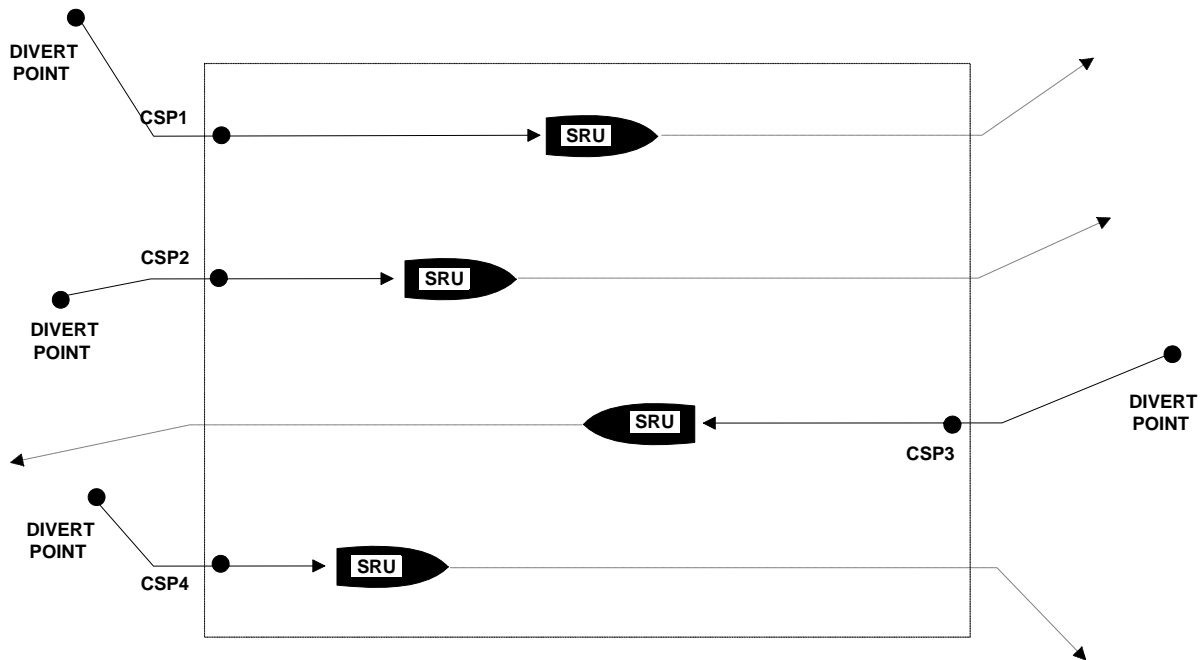 DIVERT
POINT
CSP1
SRU
CSP2
SRU
DIVERT
POINT
DIVERT
POINT
SRU
CSP3
DIVERT
POINT
SRU
CSP4